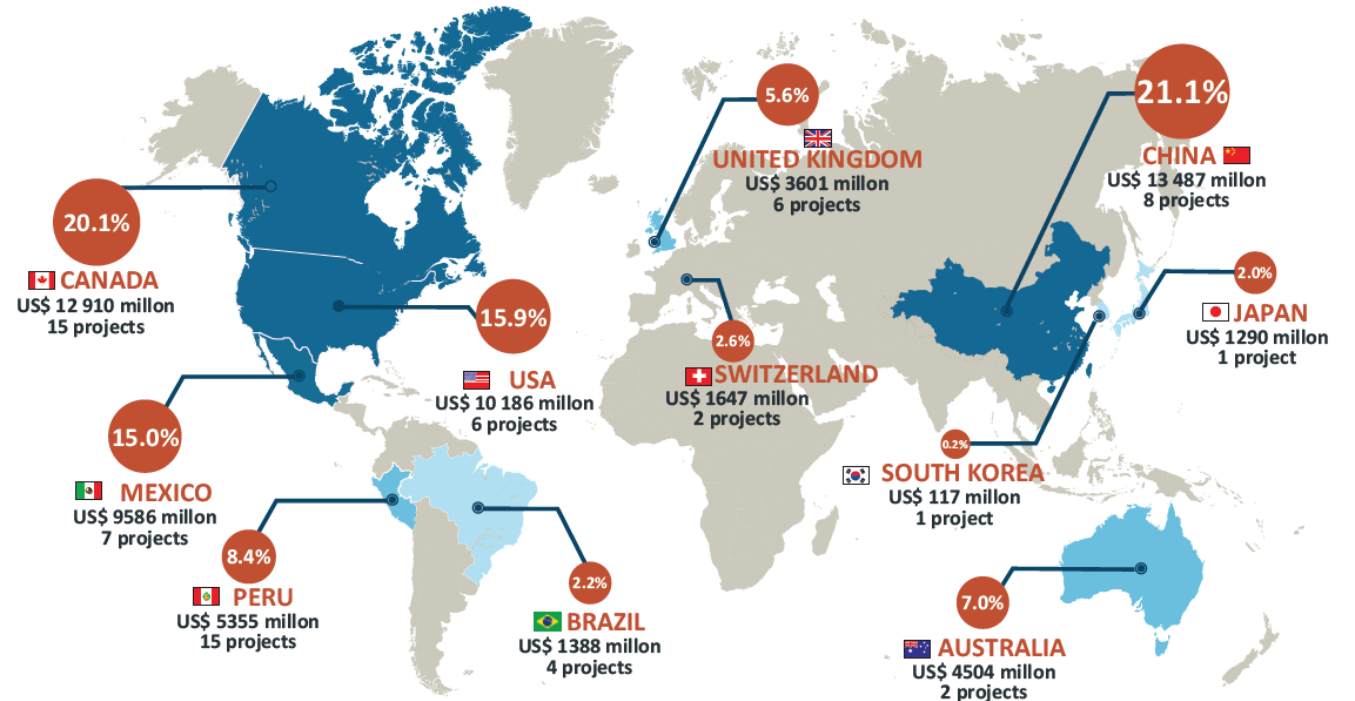 20.1%
CANADA
US$ 12 910 millon
15 projects
15.9%
USA
US$ 10 186 millon
6 projects
15.0%
MEXICO
US$ 9586 millon
7 projects
8.4%
PERU
US$ 5355 millon
15 projects
2.2%
BRAZIL
US$ 1388 millon
4 projects
5.6%
UNITED KINGDOM
US$ 3601 millon
6 projects
2.6%
SWITZERLAND
US$ 1647 millon
2 projects
21.1%
CHINA
US$ 13 487 millon
8 projects
2.0%
JAPAN
US$ 1290 millon
1 project
0.2%
SOUTH KOREA
US$ 117 millon
1 project
7.0%
AUSTRALIA
US$ 4504 millon
2 projects